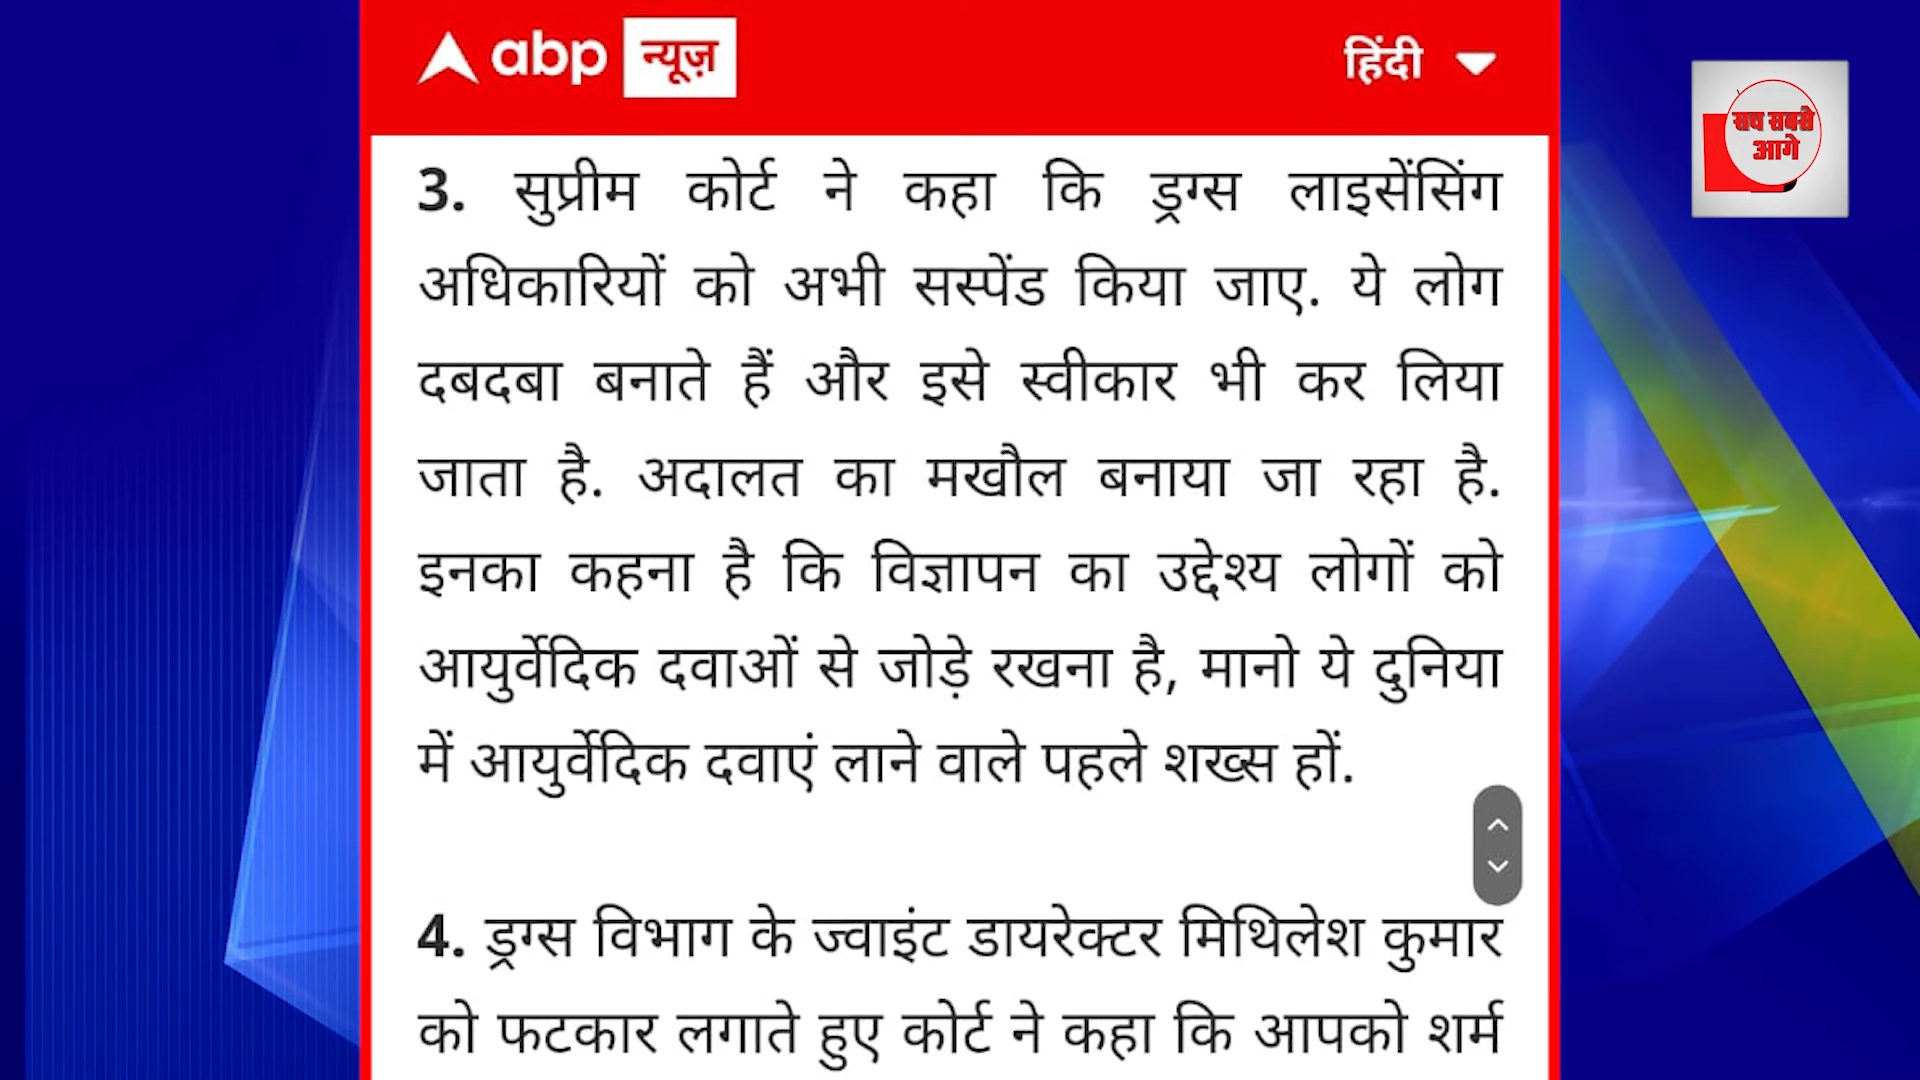 abp न्यूज़
हिंदी
सच सबसे
आगे
3. सुप्रीम कोर्ट ने कहा कि ड्रग्स लाइसेंसिंग
अधिकारियों को अभी सस्पेंड किया जाए. ये लोग
दबदबा बनाते हैं और इसे स्वीकार भी कर लिया
जाता है. अदालत का मखौल बनाया जा रहा है.
इनका कहना है कि विज्ञापन का उद्देश्य लोगों को
आयुर्वेदिक दवाओं से जोड़े रखना है, मानो ये दुनिया
में आयुर्वेदिक दवाएं लाने वाले पहले शख्स हों.
4. ड्रग्स विभाग के ज्वाइंट डायरेक्टर मिथिलेश कुमार
को फटकार लगाते हुए कोर्ट ने कहा कि आपको शर्म